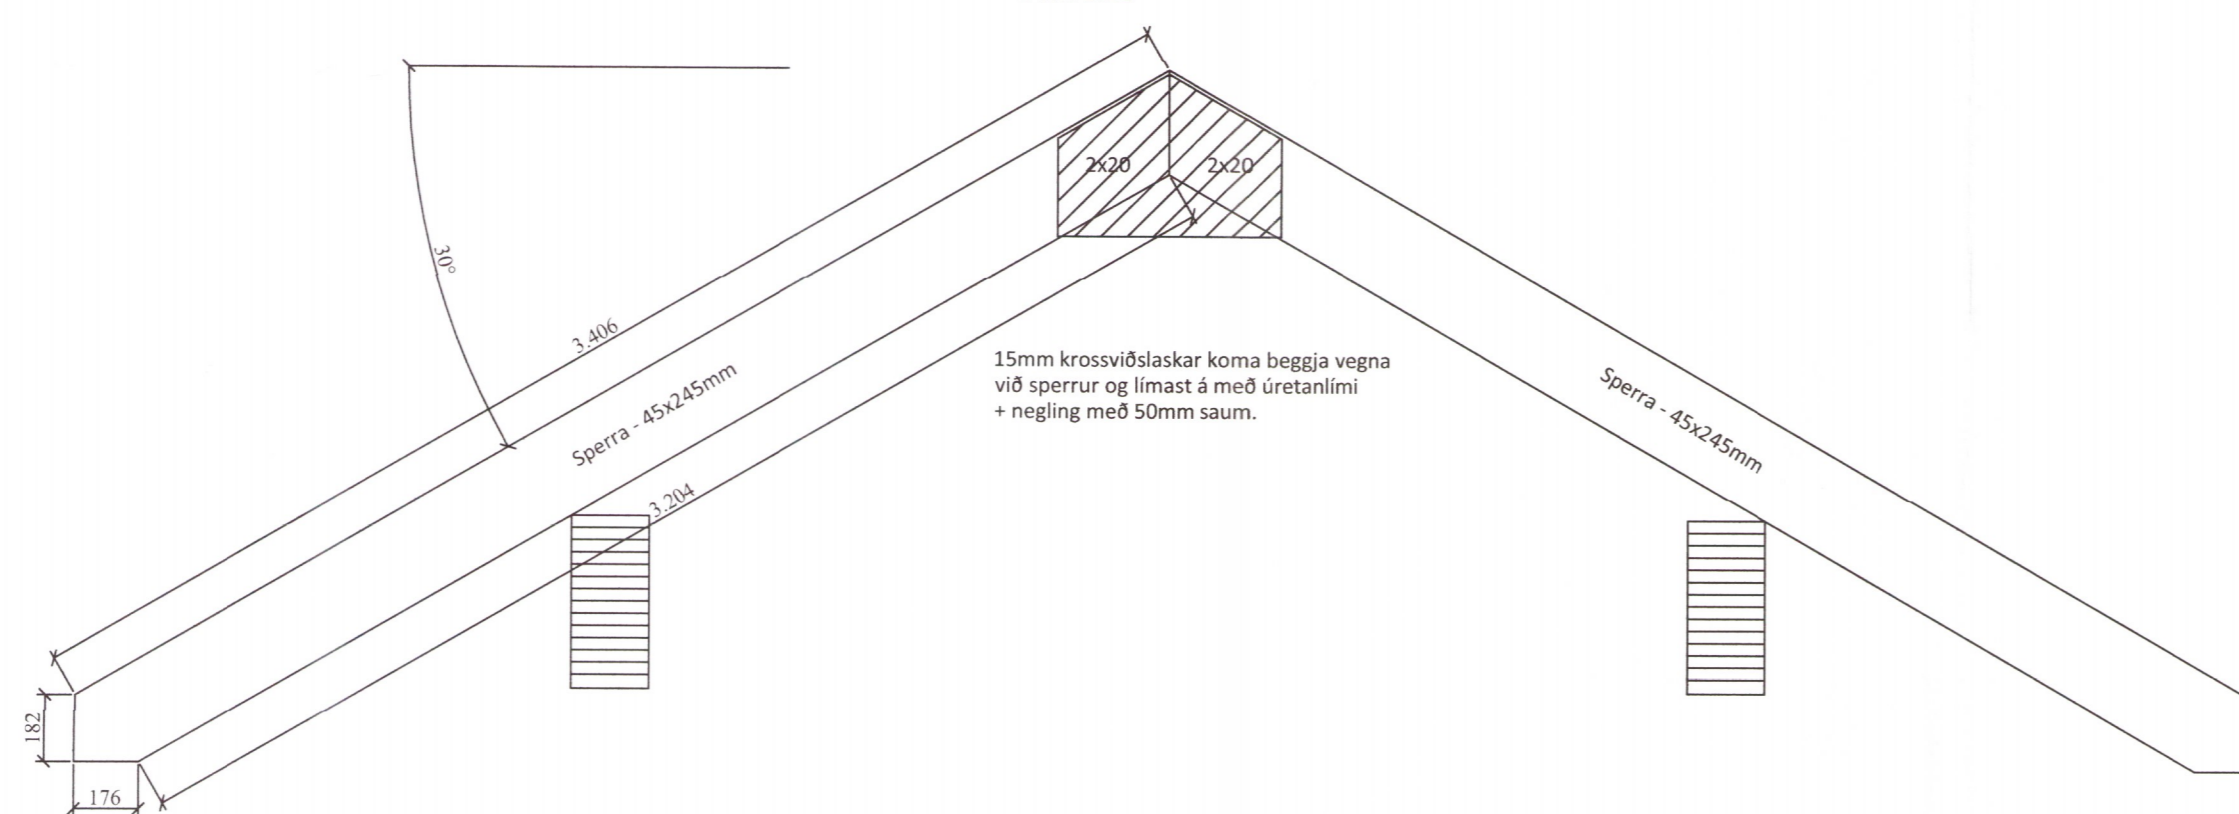 2x20
2x20
30°
3.406
Sperra - 45x245mm
15mm krossviðslaskar koma beggja vegna
við sperrur og límast á með úretanlími
+ negling með 50mm saum.
Sperra - 45x245mm
3.204
182
176